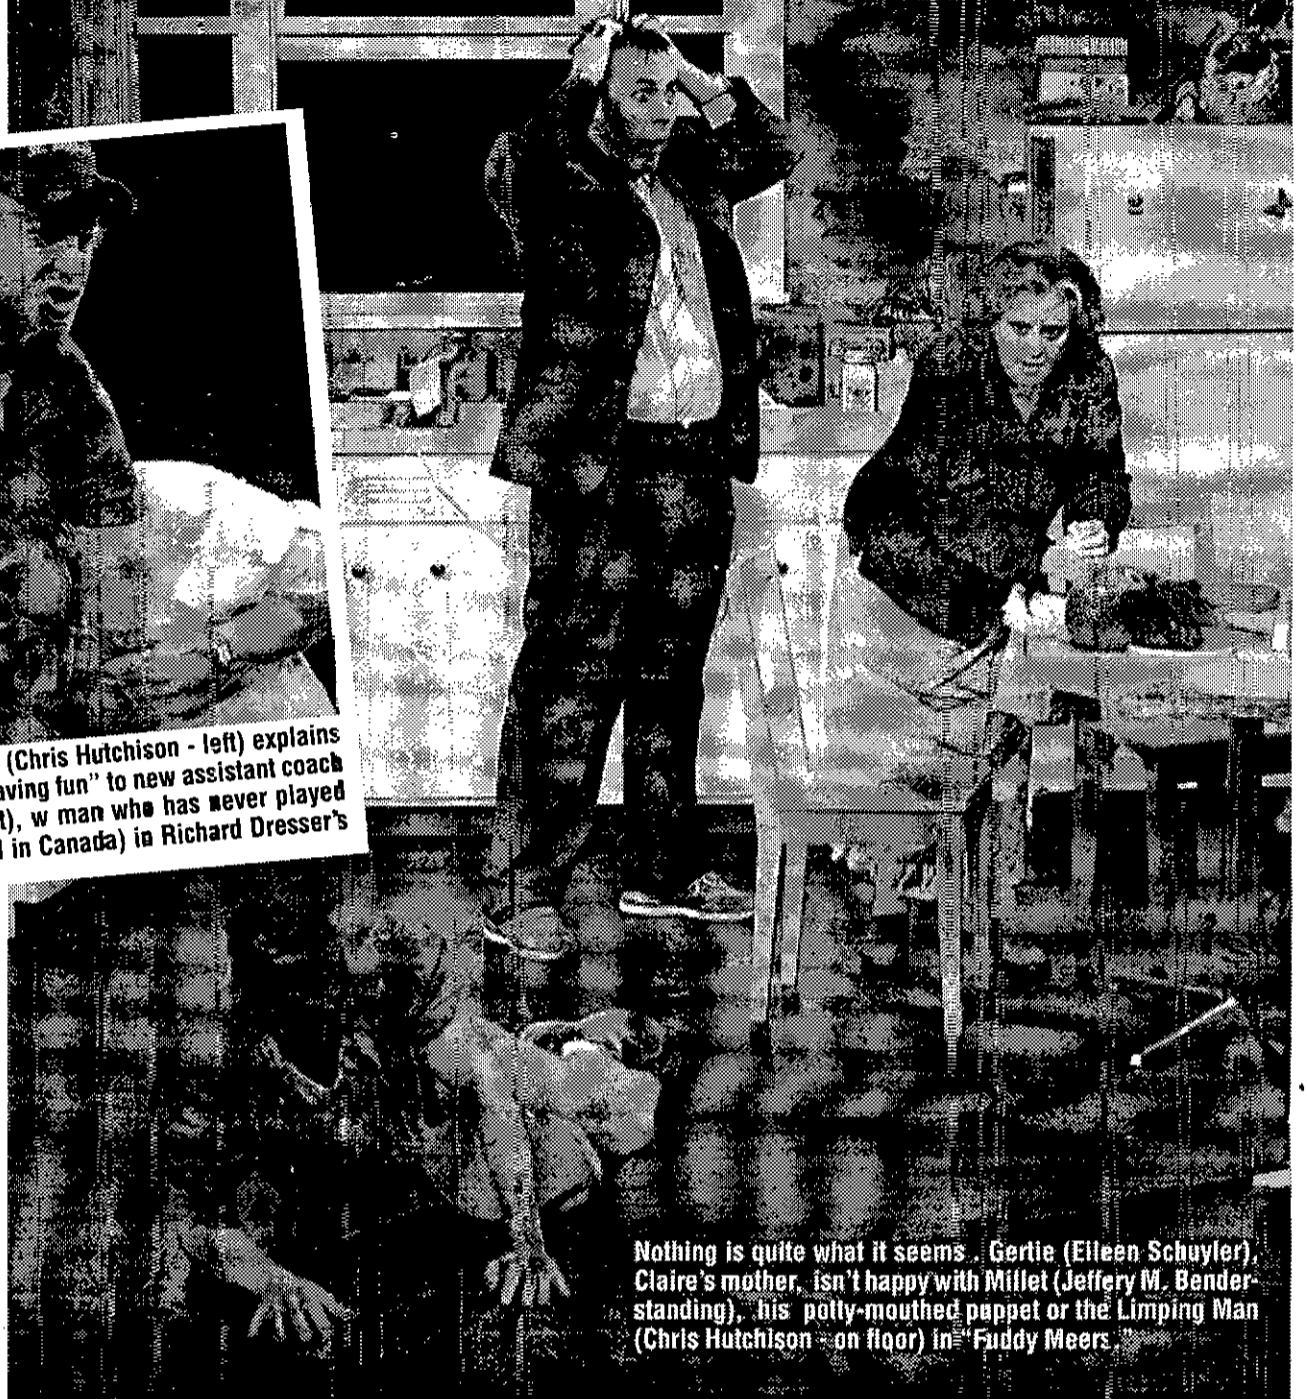 (Chris Hutchison - left) explains
aving fun" to new assistant coach
t), w man who has never played
l in Canada) in Richard Dresser's
Nothing is quite what it seems . Gertie (Eileen Schuyler),
Claire's mother, isn't happy with Millet (Jeffery M. Bender-
standing), his potty-mouthed puppet or the Limping Man
(Chris Hutchison - on floor) in "Fuddy Meers."